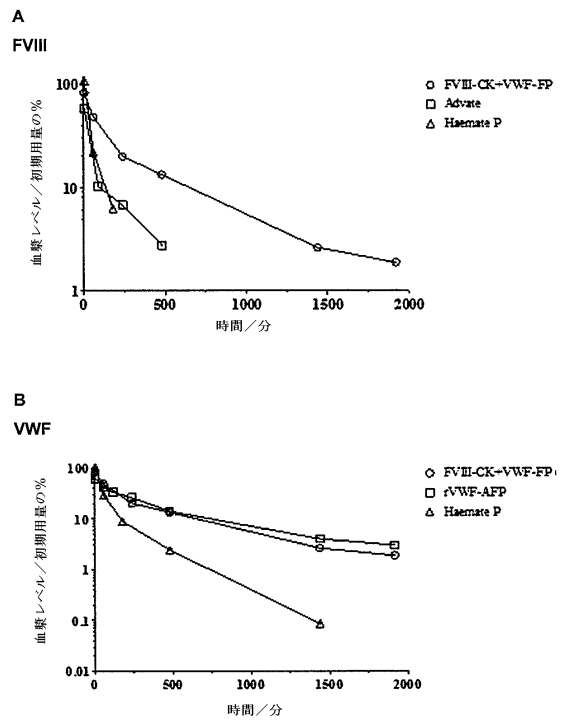 A
FVIII
100
10
1
0
500
1000
1500
2000
血漿レベル/初期用量の%
時間/分
FVIII-CK+VWF-FP
Advate
Haemate P
B
VWF
100
10
1
0.1
0.01
0
500
1000
1500
2000
血漿レベル/初期用量の%
時間/分
FVIII-CK+VWF-FP
rVWF-AFP
Haemate P